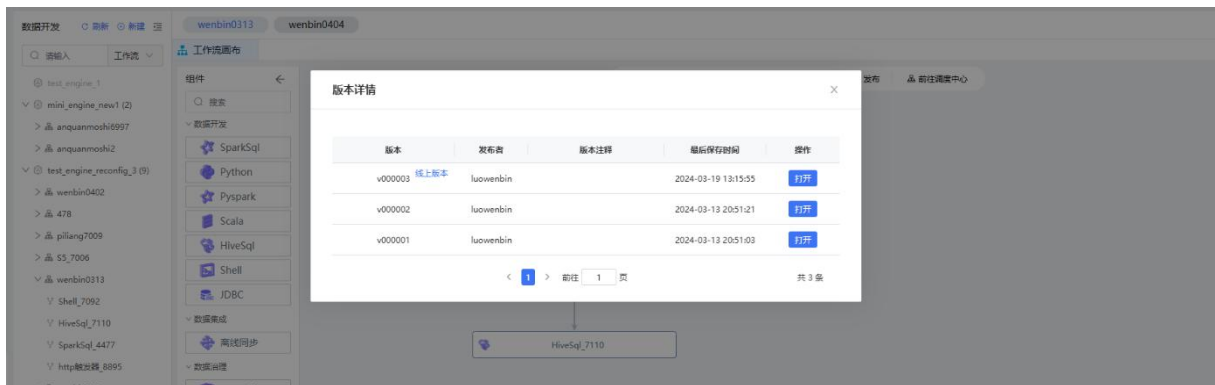 数据开发 刷新 新建
请输入 工作流
test_engine_1
mini_engine_new1 (2)
anquanmoshi6997
anquanmoshi2
test_engine_reconfig_3 (9)
wenbin0402
478
piliang7009
S5_7006
wenbin0313
Shell_7092
HiveSql_7110
SparkSql_4477
http触发器_8895
wenbin0313 wenbin0404
工作流画布
组件
搜索
数据开发
SparkSql
Python
Pyspark
Scala
HiveSql
Shell
JDBC
数据集成
离线同步
数据治理
发布 前往调度中心
版本详情
版本 发布者 版本注释 最后保存时间 操作
v000003 线上版本 luowenbin 2024-03-19 13:15:55 打开
v000002 luowenbin 2024-03-13 20:51:21 打开
v000001 luowenbin 2024-03-13 20:51:03 打开
1 前往 1 页 共 3 条
HiveSql_7110